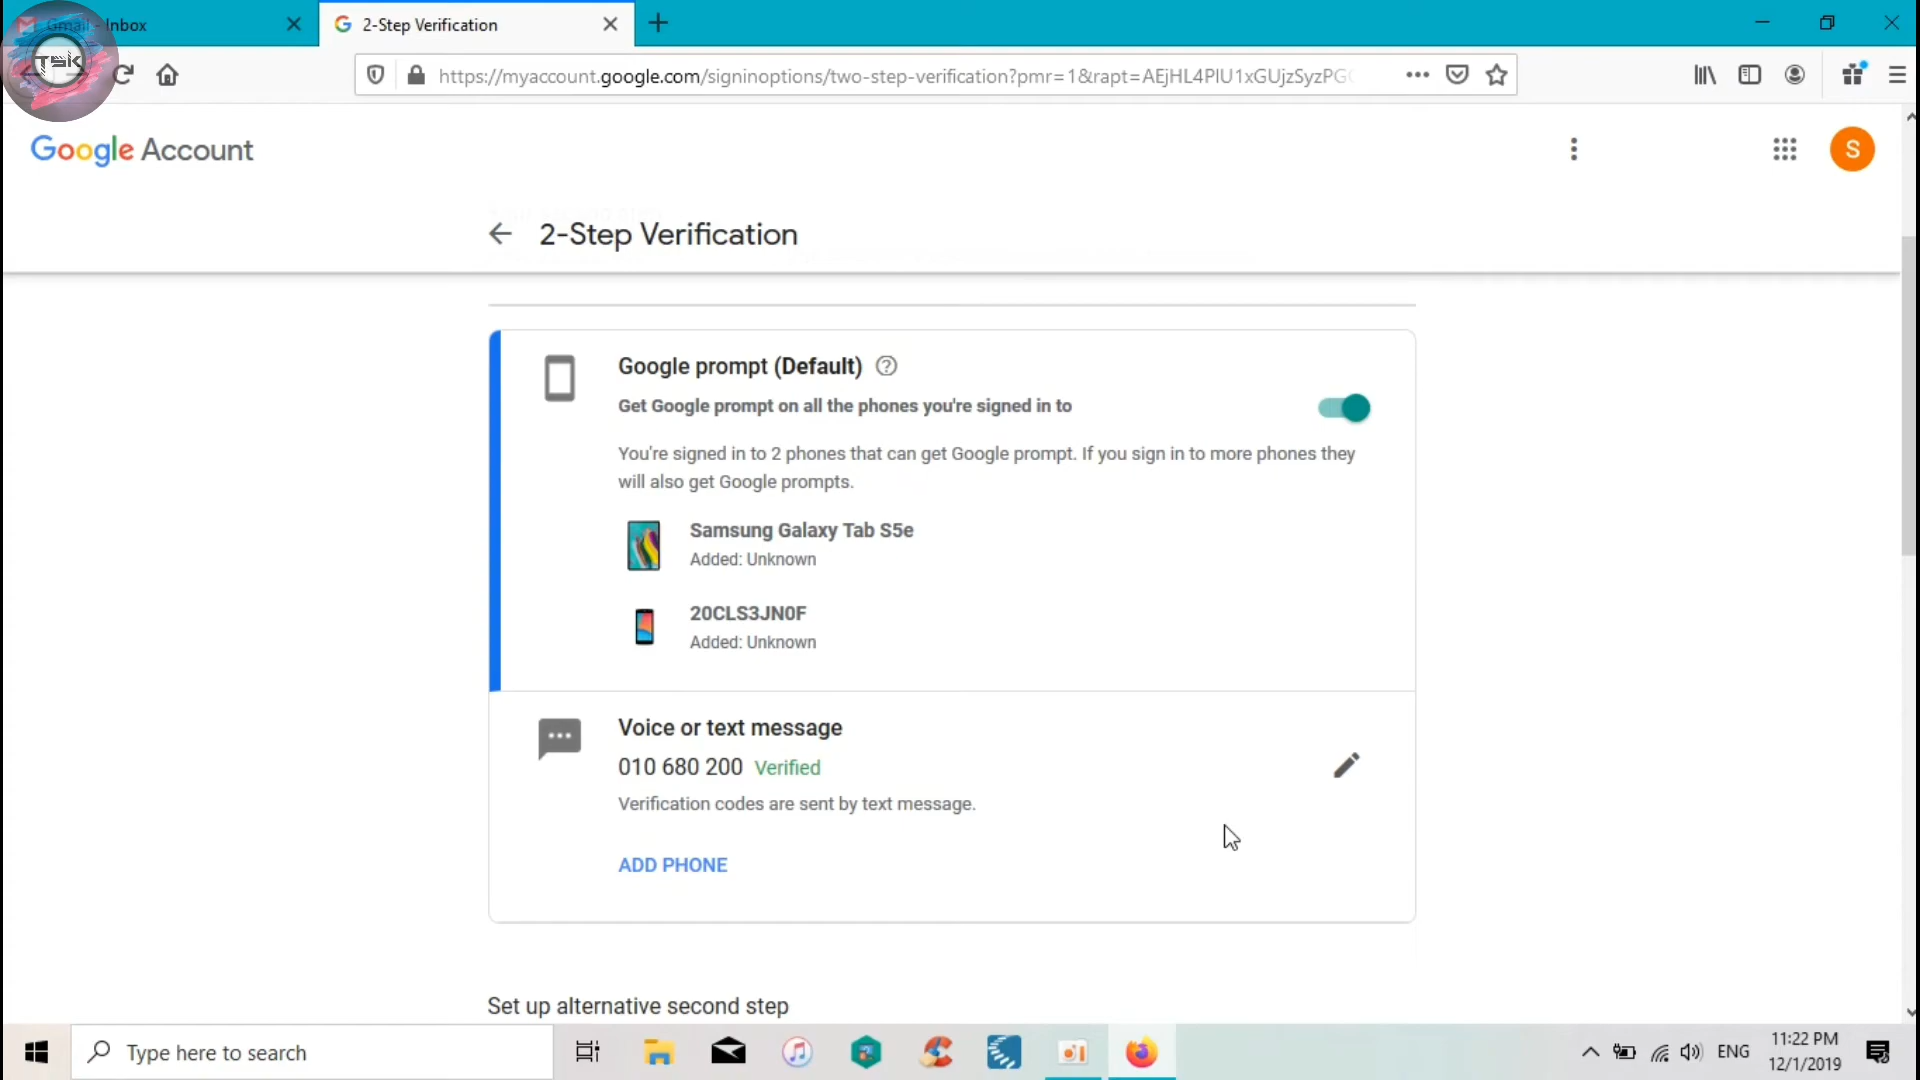 Gmail - Inbox
2-Step Verification
TSK
https://myaccount.google.com/signinoptions/two-step-verification?pmr=1&rapt=AEjHL4PIU1xGUjzSyzPG
Google Account
S
2-Step Verification
Google prompt (Default)
Get Google prompt on all the phones you're signed in to
You're signed in to 2 phones that can get Google prompt. If you sign in to more phones they
will also get Google prompts.
Samsung Galaxy Tab S5e
Added: Unknown
20CLS3JN0F
Added: Unknown
Voice or text message
010 680 200 Verified
Verification codes are sent by text message.
ADD PHONE
Set up alternative second step
Type here to search
ENG
11:22 PM
12/1/2019